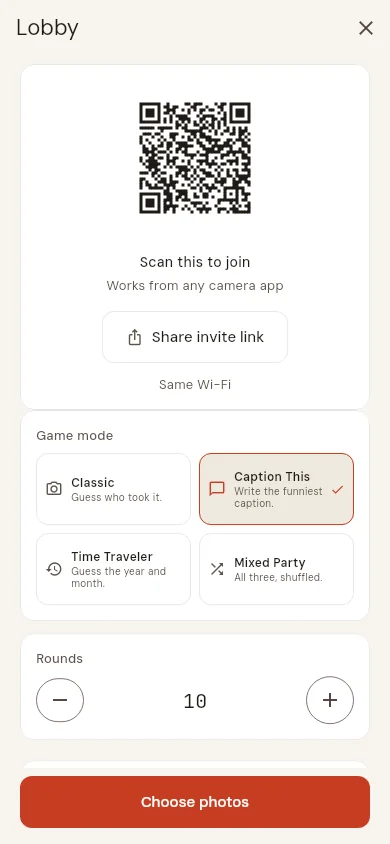 Lobby
Scan this to join
Works from any camera app
Share invite link
Same Wi-Fi
Game mode
Classic
Guess who took it.
Caption This
Write the funniest
caption.
Time Traveler
Guess the year and
month.
Mixed Party
All three, shuffled.
Rounds
10
Choose photos